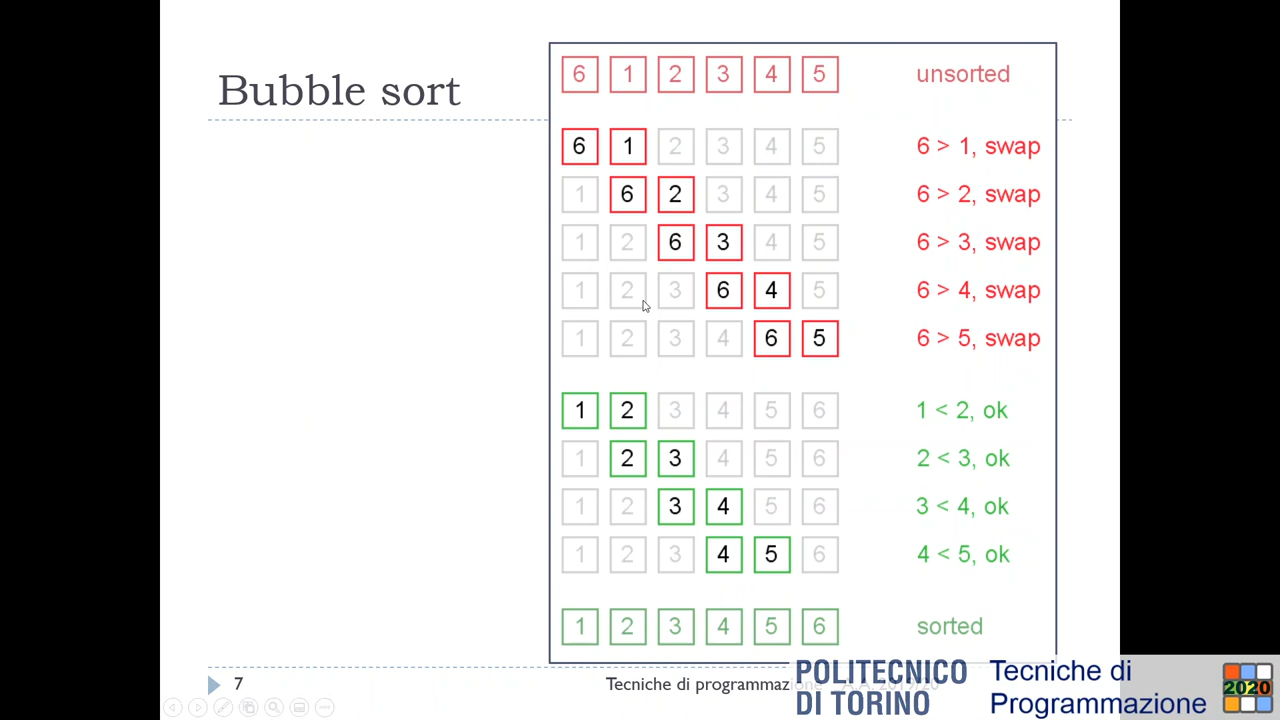 Bubble sort
6 1 2 3 4 5 unsorted
6 1 2 3 4 5 6 > 1, swap
1 6 2 3 4 5 6 > 2, swap
1 2 6 3 4 5 6 > 3, swap
1 2 3 6 4 5 6 > 4, swap
1 2 3 4 6 5 6 > 5, swap
1 2 3 4 5 6 1 < 2, ok
1 2 3 4 5 6 2 < 3, ok
1 2 3 4 5 6 3 < 4, ok
1 2 3 4 5 6 4 < 5, ok
1 2 3 4 5 6 sorted
7 Tecniche di programmazione A.A. 2019/20
POLITECNICO
DI TORINO
Tecniche di
Programmazione
2020